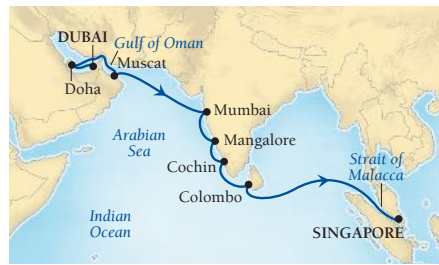 DUBAI
Gulf of Oman
Muscat
Doha
Mumbai
Arabian
Sea
Mangalore
Cochin
Strait of
Malacca
Colombo
Indian
Ocean
SINGAPORE